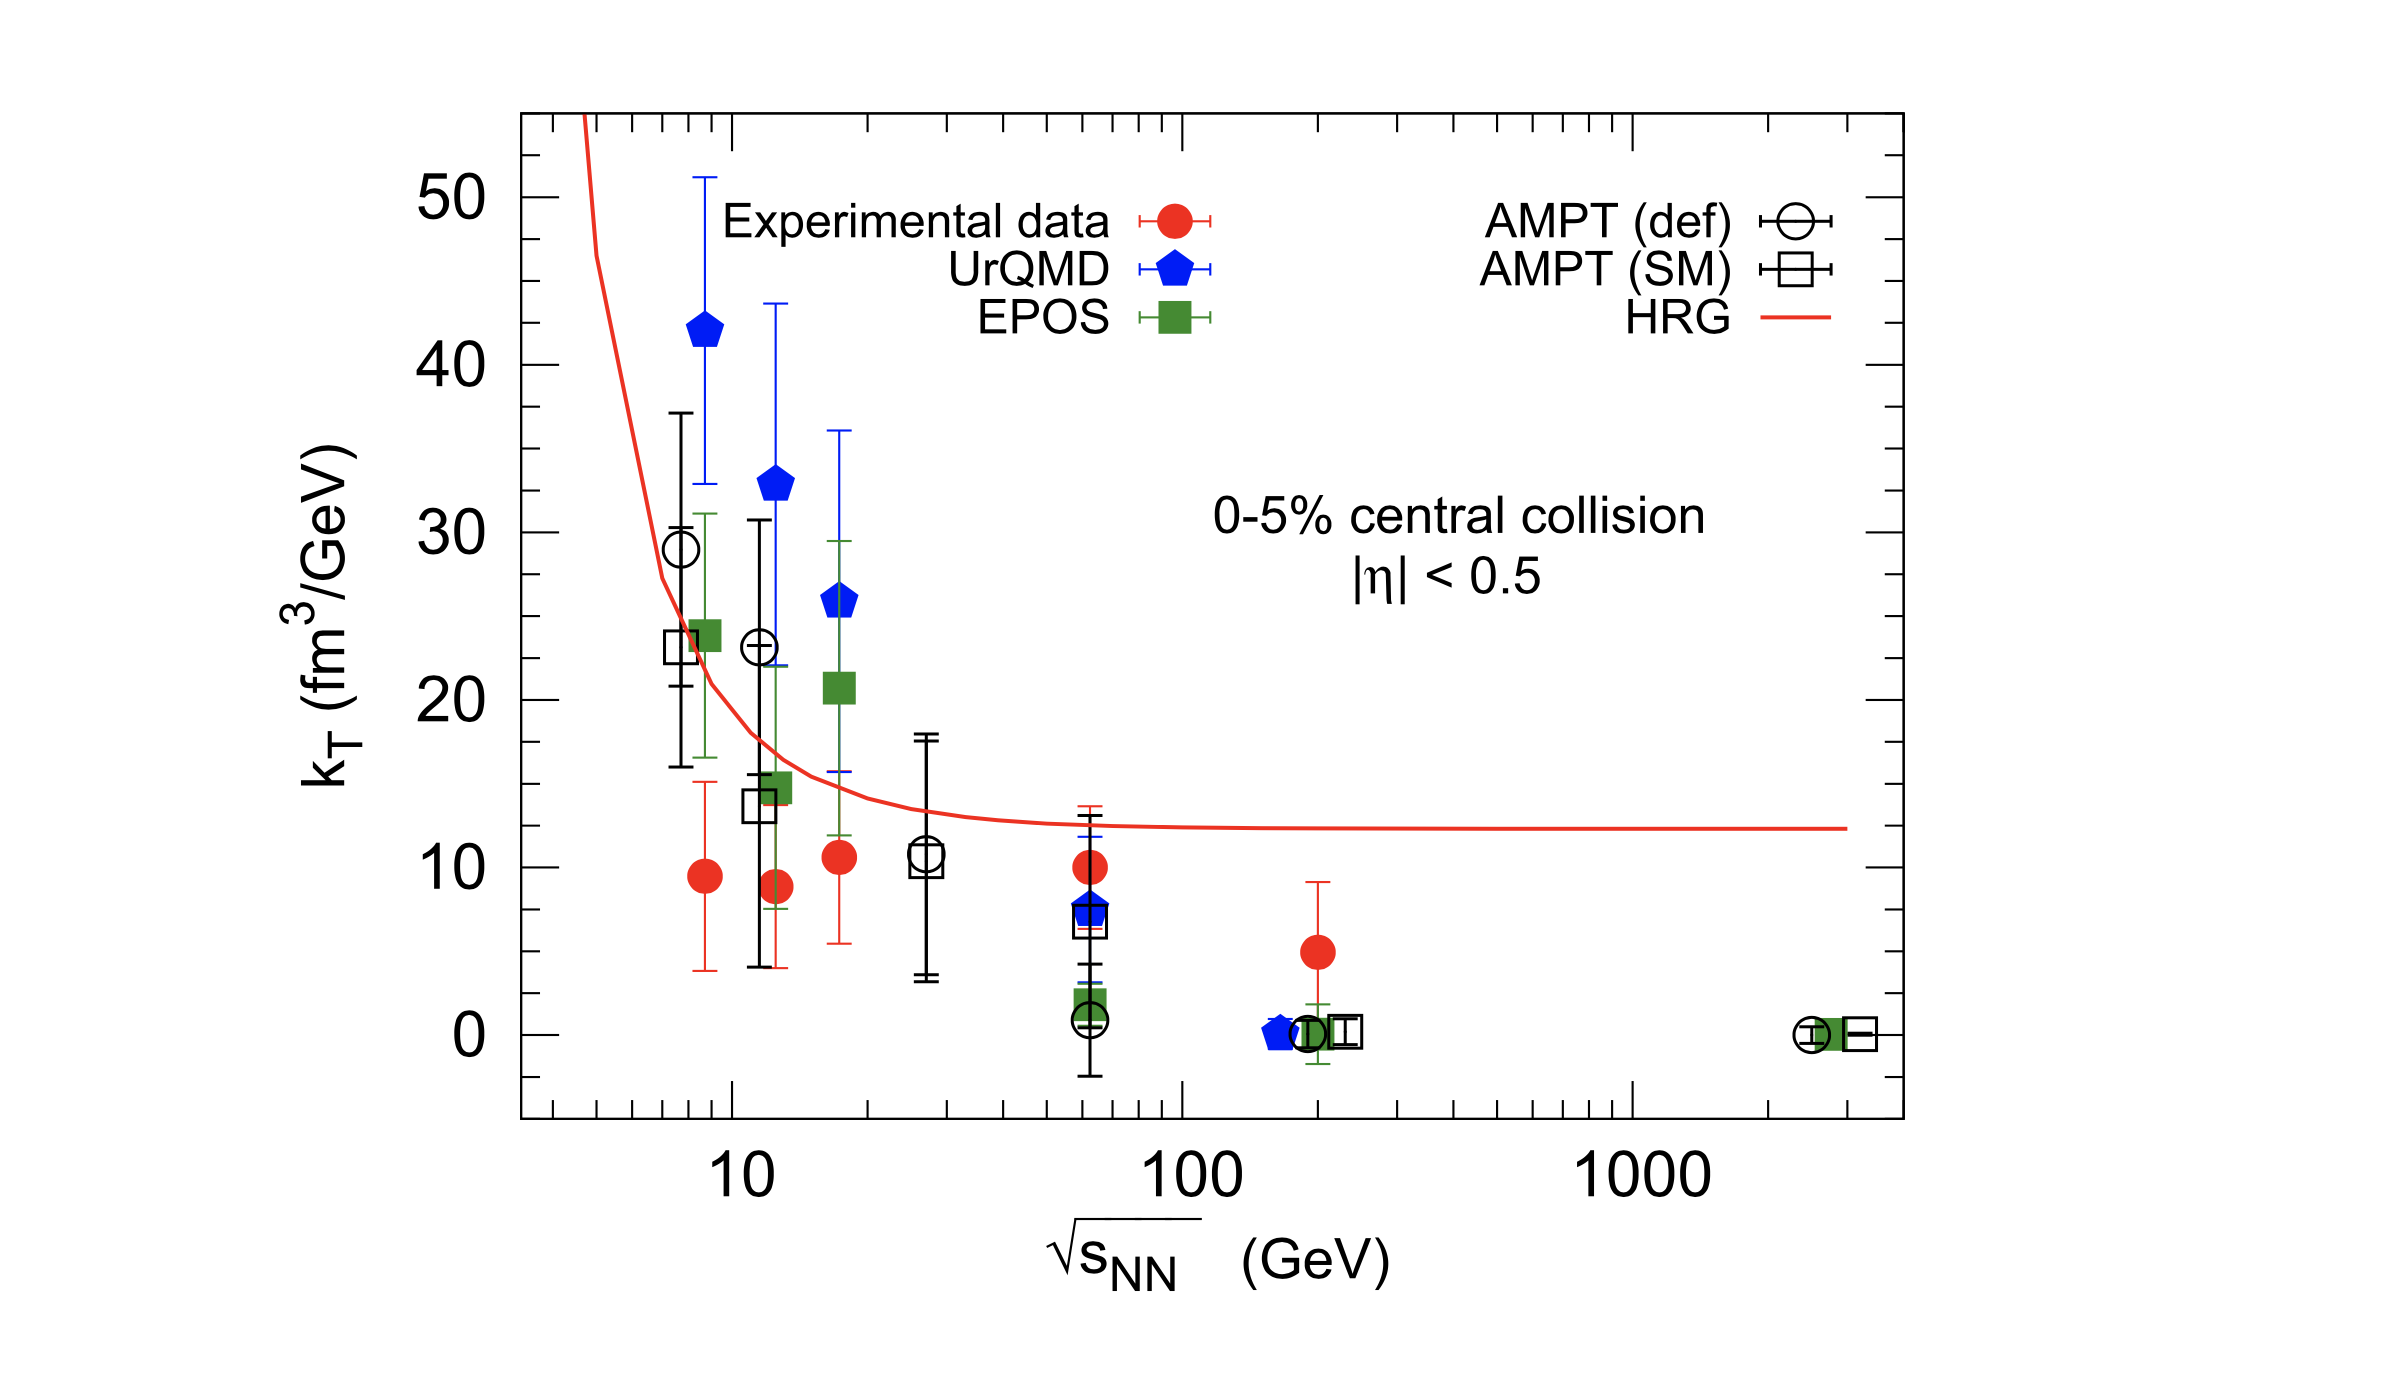 50
40
30
20
10
0
k_T (fm^3/GeV)
Experimental data
UrQMD
EPOS
AMPT (def)
AMPT (SM)
HRG
0-5% central collision
|η| < 0.5
10 100 1000
√s_NN (GeV)